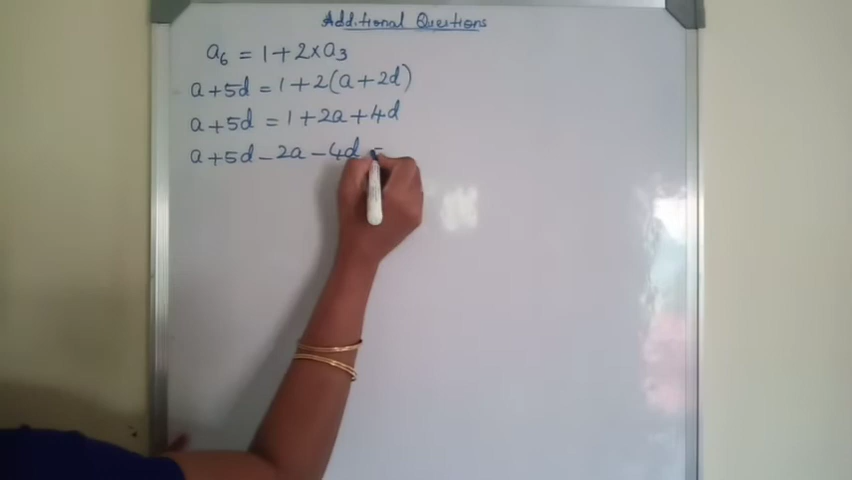 Additional Questions
a₆ = 1+2×a₃
a+5d = 1+2(a+2d)
a+5d = 1+2a+4d
a+5d-2a-4d =